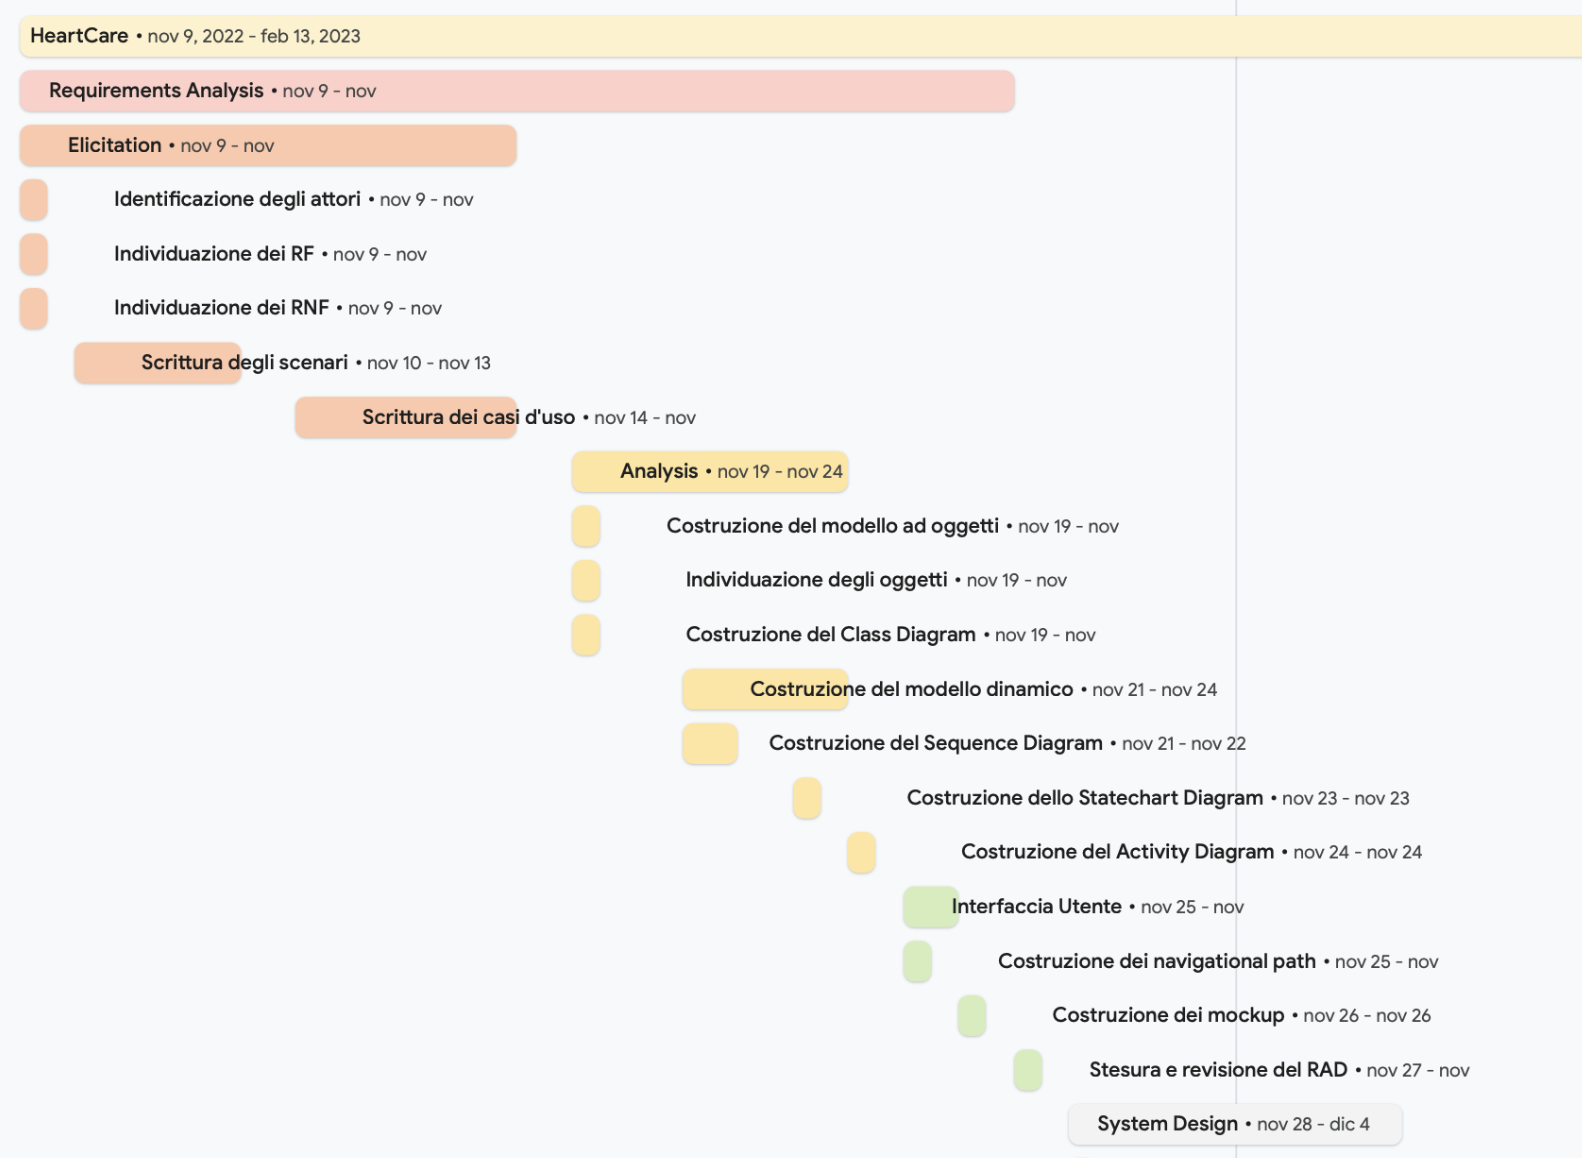 HeartCare • nov 9, 2022 - feb 13, 2023
Requirements Analysis • nov 9 - nov
Elicitation • nov 9 - nov
Identificazione degli attori • nov 9 - nov
Individuazione dei RF • nov 9 - nov
Individuazione dei RNF • nov 9 - nov
Scrittura degli scenari • nov 10 - nov 13
Scrittura dei casi d'uso • nov 14 - nov
Analysis • nov 19 - nov 24
Costruzione del modello ad oggetti • nov 19 - nov
Individuazione degli oggetti • nov 19 - nov
Costruzione del Class Diagram • nov 19 - nov
Costruzione del modello dinamico • nov 21 - nov 24
Costruzione del Sequence Diagram • nov 21 - nov 22
Costruzione dello Statechart Diagram • nov 23 - nov 23
Costruzione del Activity Diagram • nov 24 - nov 24
Interfaccia Utente • nov 25 - nov
Costruzione dei navigational path • nov 25 - nov
Costruzione dei mockup • nov 26 - nov 26
Stesura e revisione del RAD • nov 27 - nov
System Design • nov 28 - dic 4